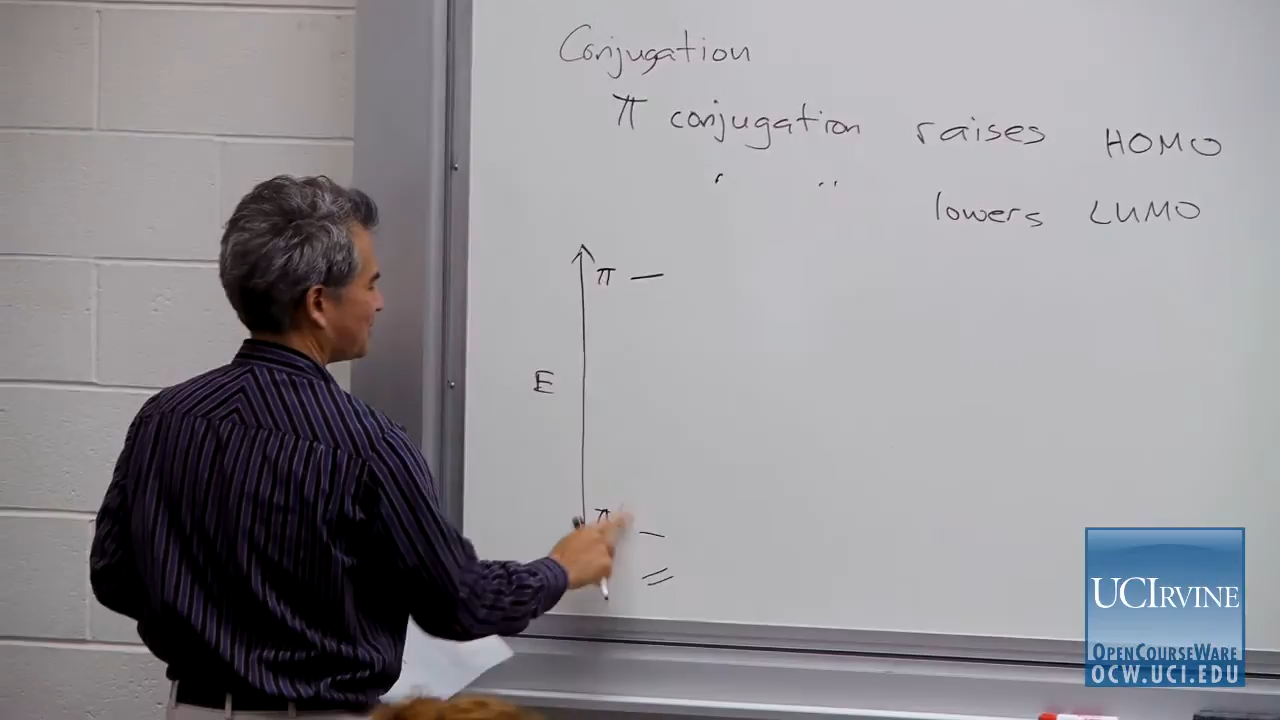 Conjugation
π conjugation raises HOMO
" " lowers LUMO
π
E
π
UCIRVINE
OPENCOURSEWARE
OCW.UCI.EDU